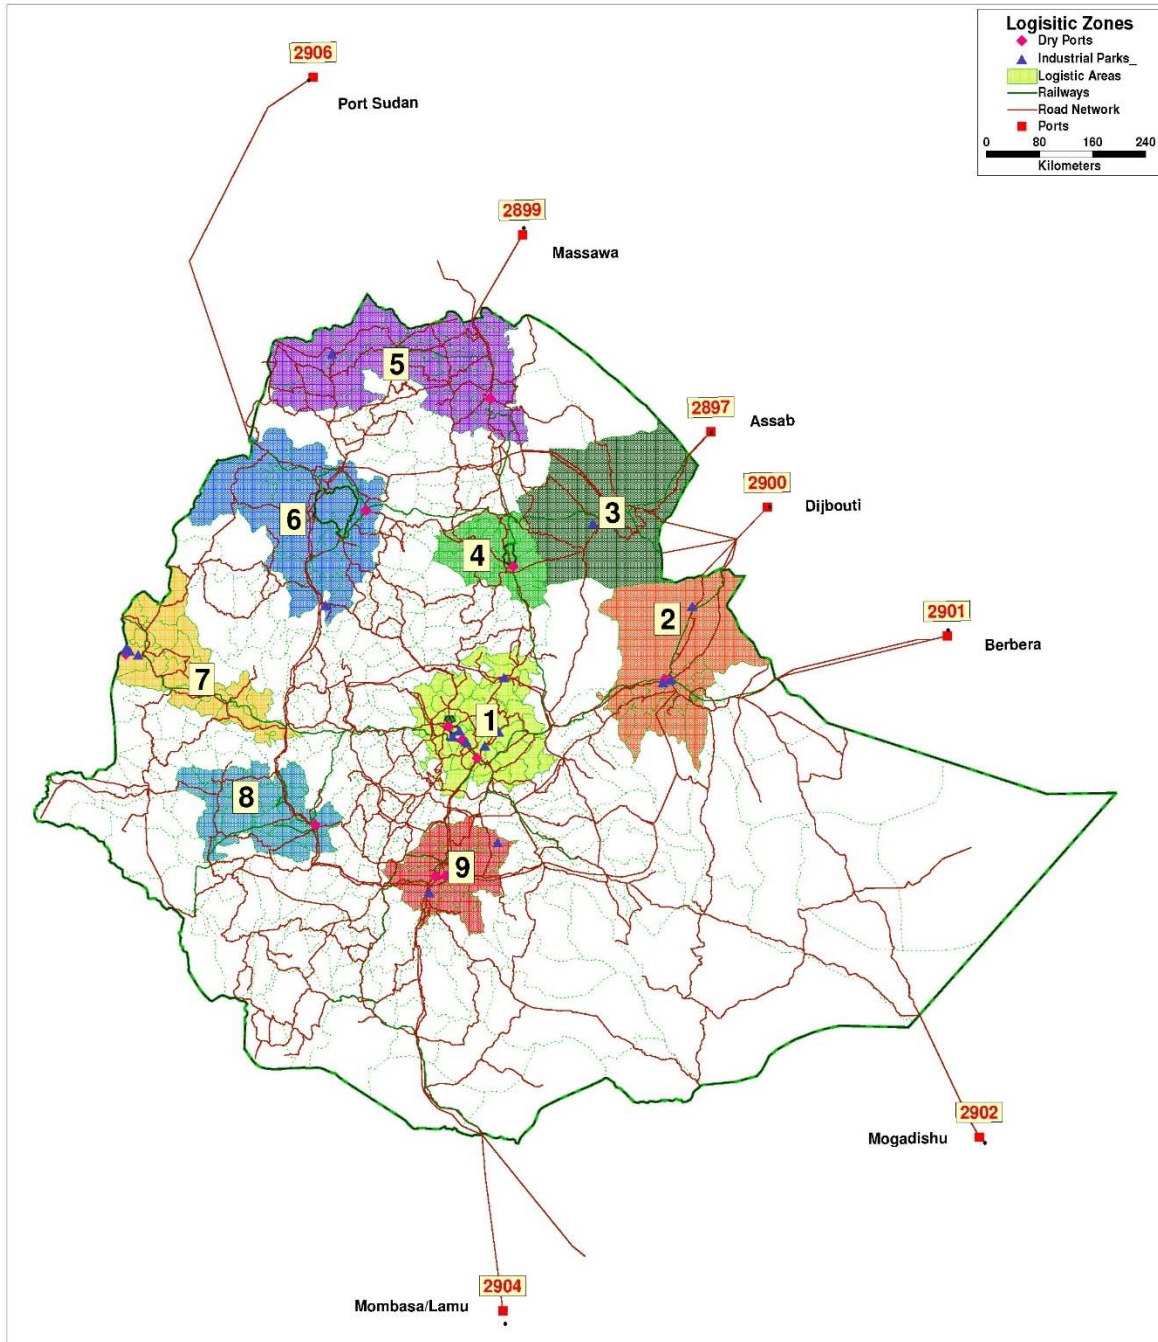 Logisitic Zones
Dry Ports
Industrial Parks_
Logistic Areas
Railways
Road Network
Ports
0 80 160 240
Kilometers
2906
Port Sudan
2899
Massawa
5
2897
Assab
2900
Dijbouti
6
3
4
2
2901
Berbera
7
1
8
9
2902
Mogadishu
2904
Mombasa/Lamu